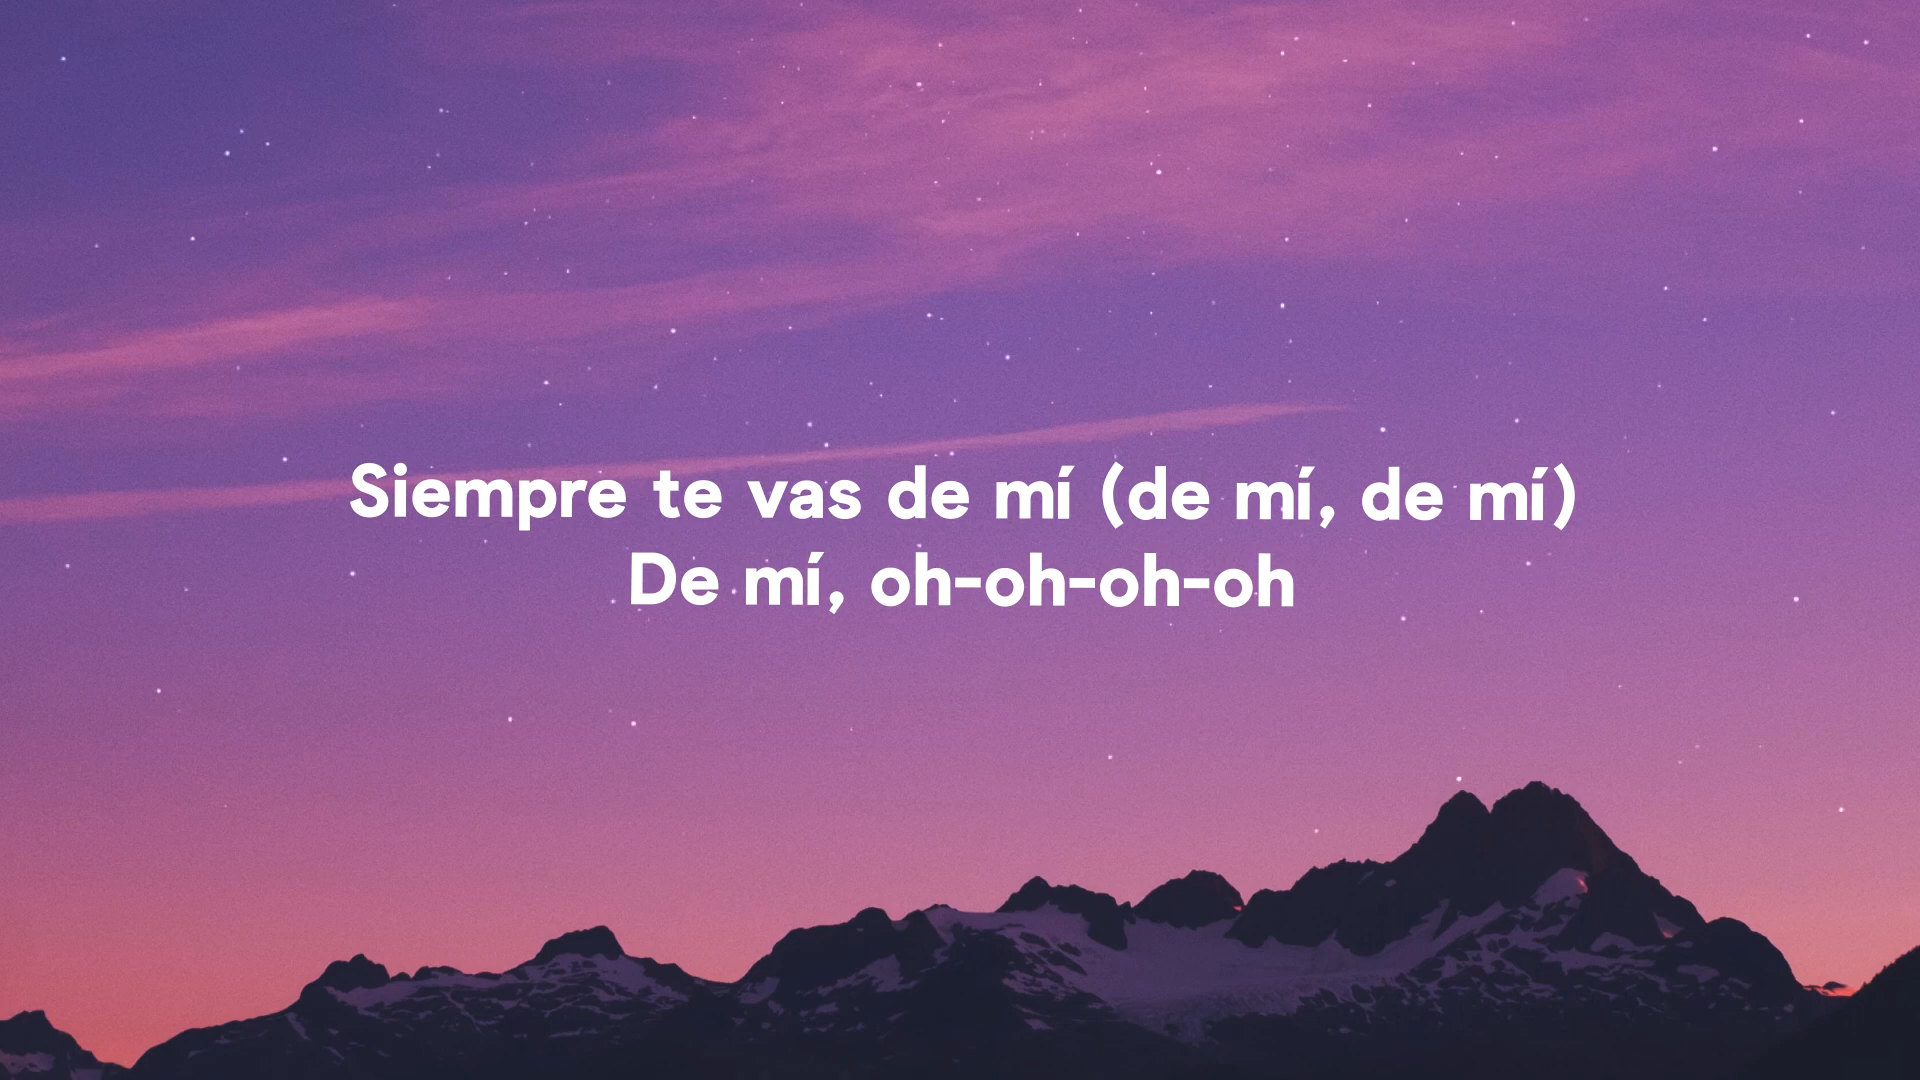 Siempre te vas de mí (de mí, de mí)
De mí, oh-oh-oh-oh